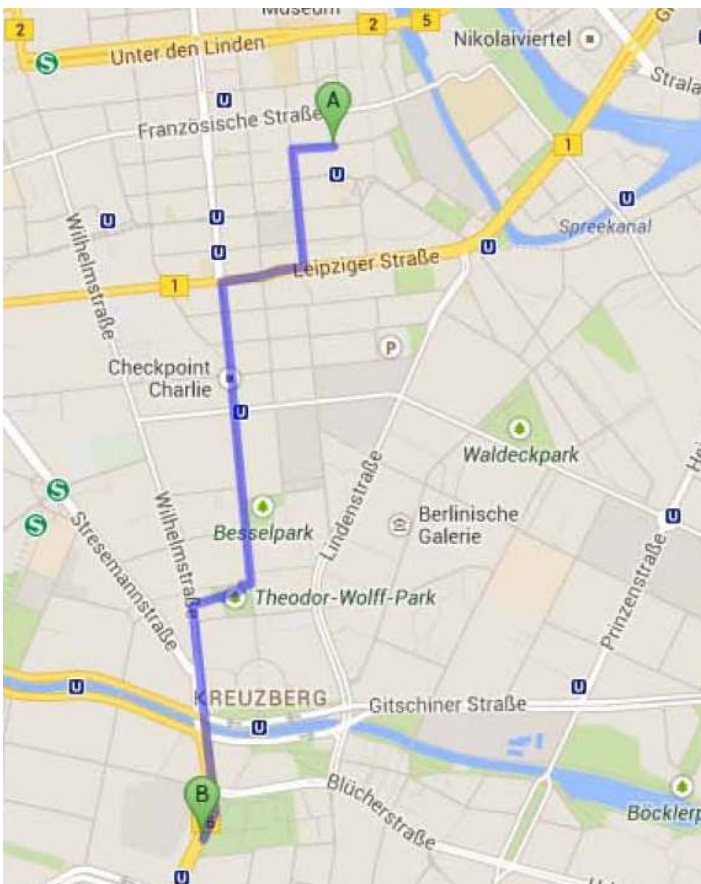 Museum
2
2
5
Unter den Linden
S
Nikolaiviertel
Strala
U
A
Französische Straße
1
U
U
U
U
Spreekanal
Wilhelmstraße
U
U
Leipziger Straße
1
P
Checkpoint
Charlie
U
Waldeckpark
S
S
Stresemannstraße
Wilhelmstraße
Besselpark
Lindenstraße
Berlinische
Galerie
U
Prinzenstraße
Theodor-Wolff-Park
U
KREUZBERG
Gitschiner Straße
U
U
B
Blücherstraße
Böcklerp
U